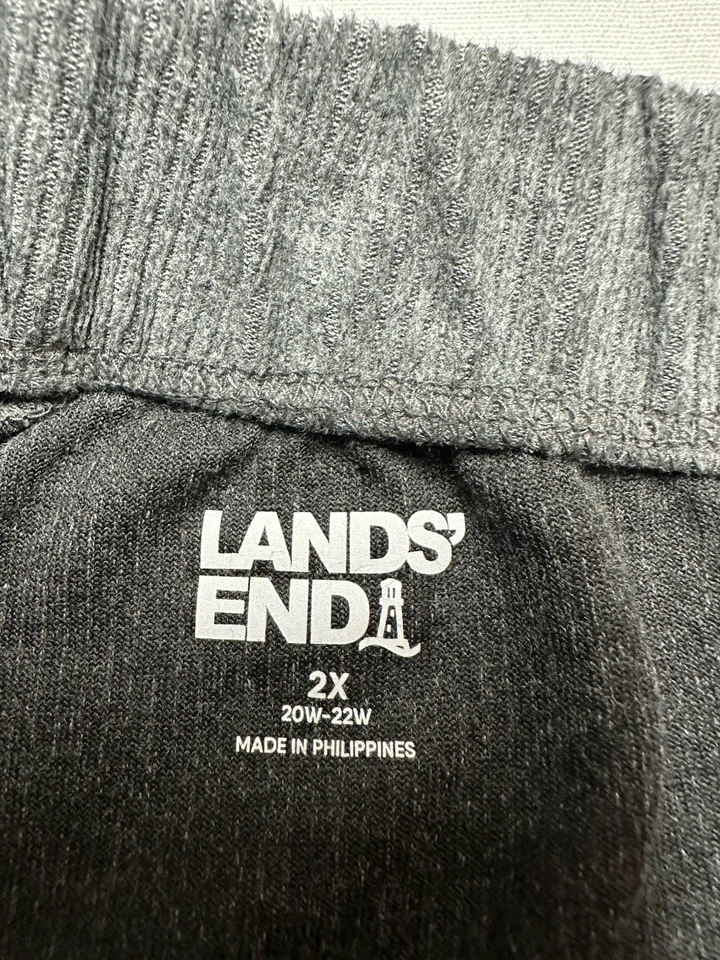 LANDS'
END
2X
20W-22W
MADE IN PHILIPPINES